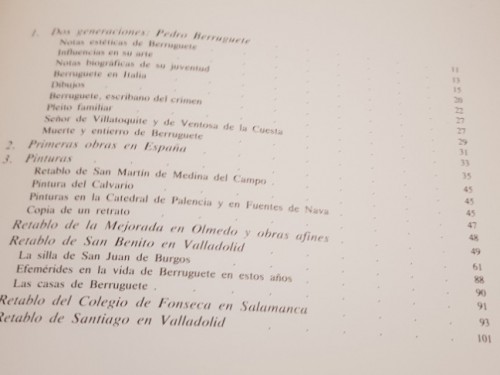 1. Dos generaciones: Pedro Berruguete 11
Notas estéticas de Berruguete 13
Influencias en su arte 15
Notas biográficas de su juventud 20
Berruguete en Italia 22
Dibujos 27
Berruguete, escribano del crimen 27
Pleito familiar 29
Señor de Villatoquite y de Ventosa de la Cuesta 31
Muerte y entierro de Berruguete 33
2. Primeras obras en España 35
3. Pinturas 45
Retablo de San Martín de Medina del Campo 45
Pintura del Calvario 45
Pinturas en la Catedral de Palencia y en Fuentes de Nava 47
Copia de un retrato 48
Retablo de la Mejorada en Olmedo y obras afines 49
Retablo de San Benito en Valladolid 61
La silla de San Juan de Burgos 88
Efemérides en la vida de Berruguete en estos años 90
Las casas de Berruguete 91
Retablo del Colegio de Fonseca en Salamanca 93
Retablo de Santiago en Valladolid 101